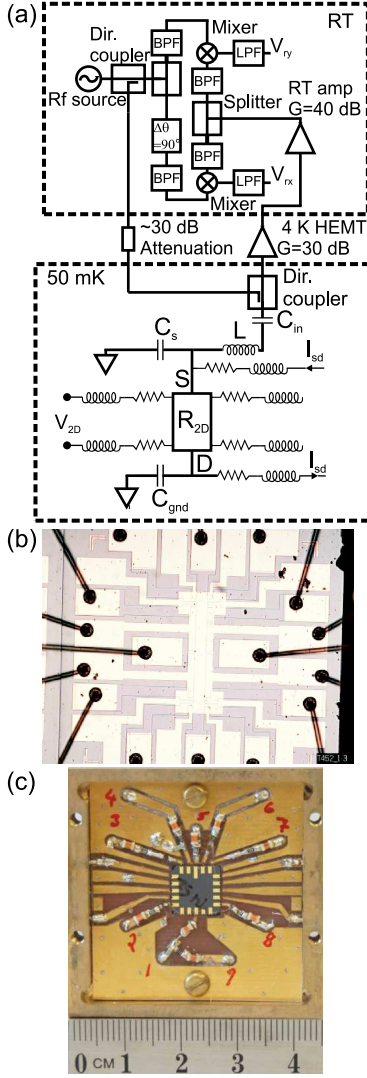 (a)
RT
Mixer
Dir.
coupler
BPF
LPF
V_ry
BPF
Rf source
Splitter
RT amp
G=40 dB
Δθ
=90°
BPF
BPF
LPF
V_rx
Mixer
~30 dB
Attenuation
4 K HEMT
G=30 dB
50 mK
Dir.
coupler
C_in
C_s
L
I_sd
S
V_2D
R_2D
D
I_sd
C_gnd
(b)
T452_1-3
(c)
4
5
6
3
7
2
8
1
9
0 CM 1 2 3 4